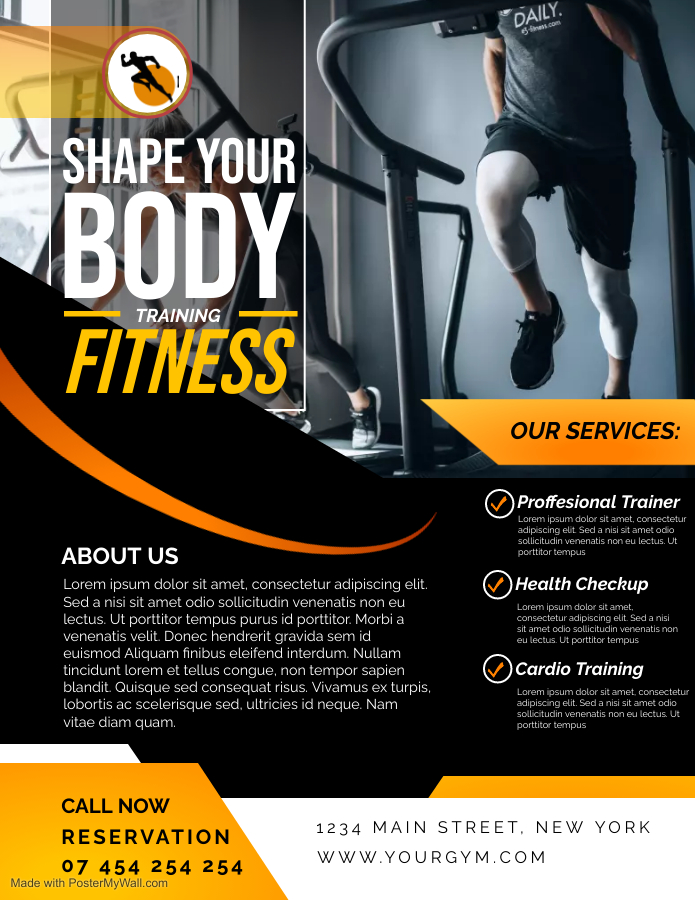 DAILY.
SHAPE YOUR
BODY
TRAINING
FITNESS
OUR SERVICES:
Proffesional Trainer
Lorem ipsum dolor sit amet, consectetur
adipiscing elit. Sed a nisi sit amet odio
sollicitudin venenatis non eu lectus. Ut
porttitor tempus
Health Checkup
Lorem ipsum dolor sit amet,
consectetur adipiscing elit. Sed a nisi
sit amet odio sollicitudin venenatis non
eu lectus. Ut porttitor tempus
Cardio Training
Lorem ipsum dolor sit amet, consectetur
adipiscing elit. Sed a nisi sit amet odio
sollicitudin venenatis non eu lectus. Ut
porttitor tempus
ABOUT US
Lorem ipsum dolor sit amet, consectetur adipiscing elit.
Sed a nisi sit amet odio sollicitudin venenatis non eu
lectus. Ut porttitor tempus purus id porttitor. Morbi a
venenatis velit. Donec hendrerit gravida sem id
euismod Aliquam finibus eleifend interdum. Nullam
tincidunt lorem et tellus congue, non tempor sapien
blandit. Quisque sed consequat risus. Vivamus ex turpis,
lobortis ac scelerisque sed, ultricies id neque. Nam
vitae diam quam.
CALL NOW
RESERVATION
07 454 254 254
Made with PosterMyWall.com
1234 MAIN STREET, NEW YORK
WWW.YOURGYM.COM